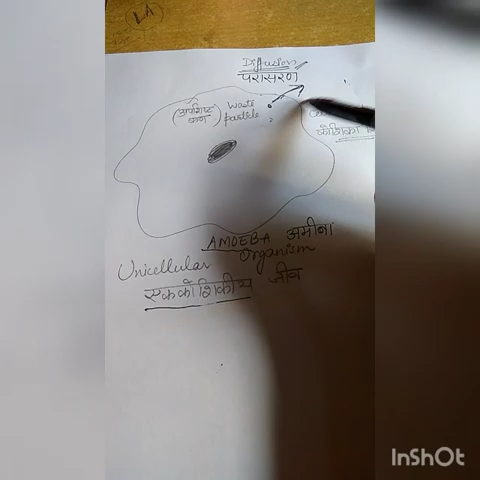 Diffusion
परासरण
(अपशिष्ट Waste
कण) particle
कोशिका
AMOEBA अमीबा
Unicellular Organism
एककोशिकीय जीव
InShOt